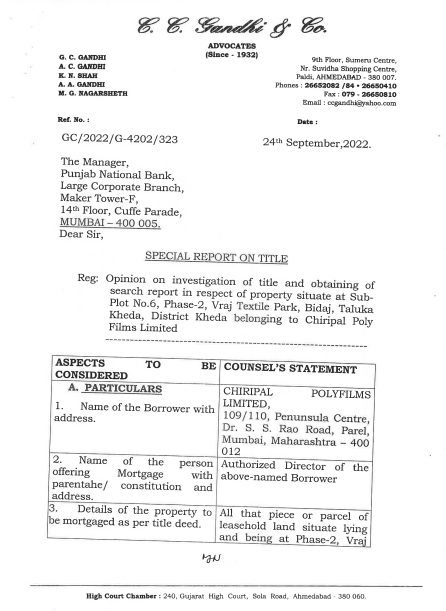 C. C. Gandhi & Co.
ADVOCATES
(Since - 1932)
G. C. GANDHI
A. C. GANDHI
K. N. SHAH
A. A. GANDHI
M. G. NAGARSHETH
9th Floor, Sumeru Centre,
Nr. Suvidha Shopping Centre,
Paldi, AHMEDABAD - 380 007.
Phones : 26652082 /84 • 26650410
Fax : 079 - 26650810
Email : ccgandhi@yahoo.com
Ref. No. :
Date :
GC/2022/G-4202/323
24th September,2022.
The Manager,
Punjab National Bank,
Large Corporate Branch,
Maker Tower-F,
14th Floor, Cuffe Parade,
MUMBAI – 400 005.
Dear Sir,
SPECIAL REPORT ON TITLE
Reg: Opinion on investigation of title and obtaining of
search report in respect of property situate at Sub-
Plot No.6, Phase-2, Vraj Textile Park, Bidaj, Taluka
Kheda, District Kheda belonging to Chiripal Poly
Films Limited
ASPECTS TO BE
CONSIDERED
COUNSEL'S STATEMENT
A. PARTICULARS
1. Name of the Borrower with
address.
CHIRIPAL POLYFILMS
LIMITED,
109/110, Penunsula Centre,
Dr. S. S. Rao Road, Parel,
Mumbai, Maharashtra – 400
012
2. Name of the person
offering Mortgage with
parentahe/ constitution and
address.
Authorized Director of the
above-named Borrower
3. Details of the property to
be mortgaged as per title deed.
All that piece or parcel of
leasehold land situate lying
and being at Phase-2, Vraj
High Court Chamber : 240, Gujarat High Court, Sola Road, Ahmedabad - 380 060.